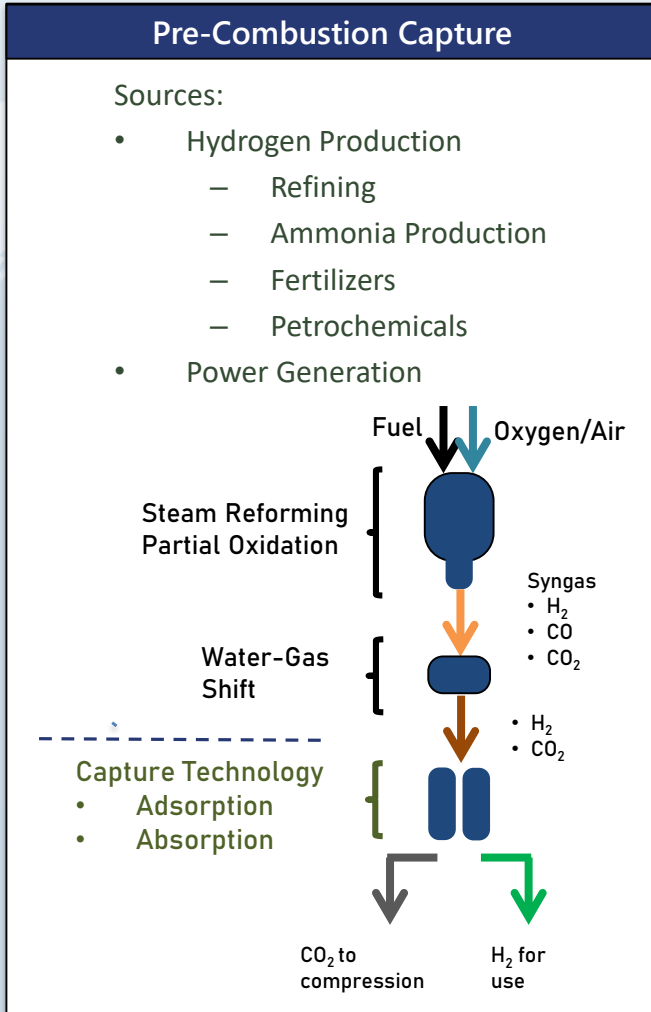 Pre-Combustion Capture
Sources:
• Hydrogen Production
– Refining
– Ammonia Production
– Fertilizers
– Petrochemicals
• Power Generation
Fuel
Oxygen/Air
Steam Reforming
Partial Oxidation
Syngas
• H₂
• CO
• CO₂
Water-Gas
Shift
• H₂
• CO₂
Capture Technology
• Adsorption
• Absorption
CO₂ to
compression
H₂ for
use